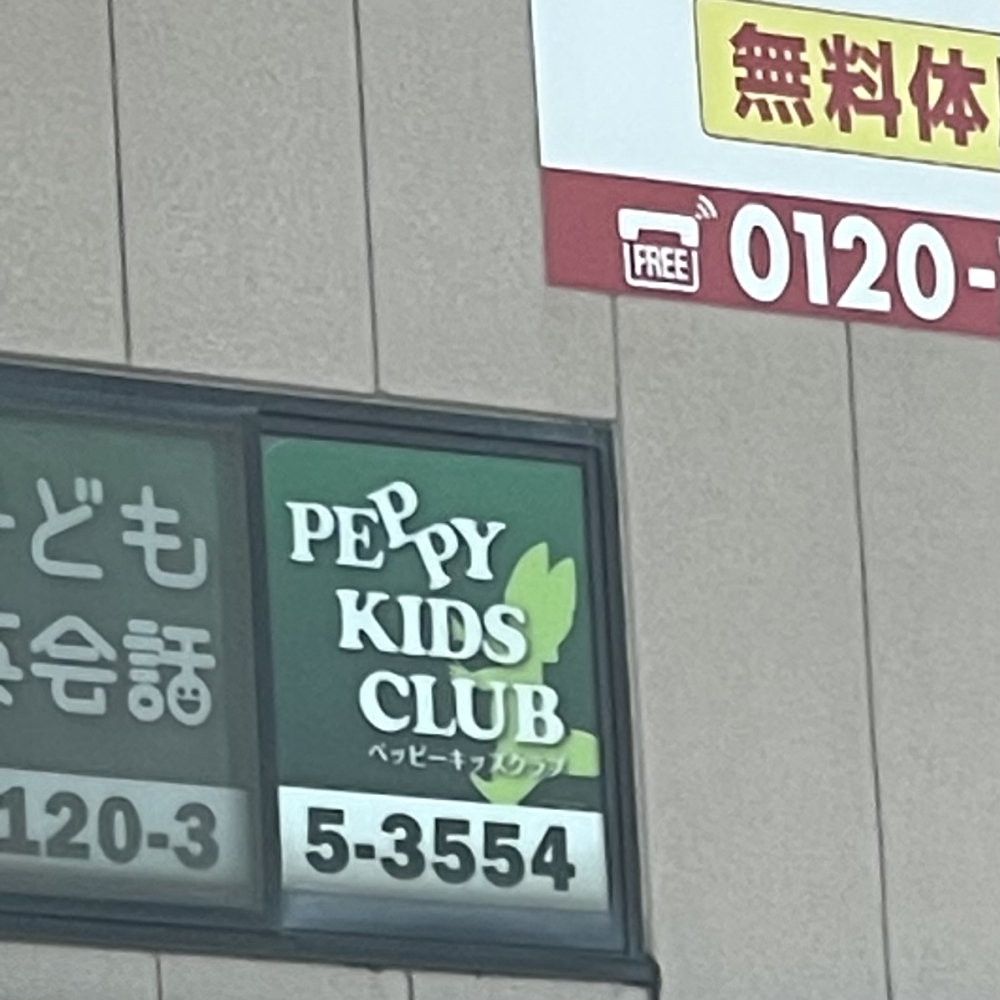 無料体
FREE 0120-
ども
会話
120-3
PEPPY
KIDS
CLUB
ペッピーキッズクラブ
5-3554